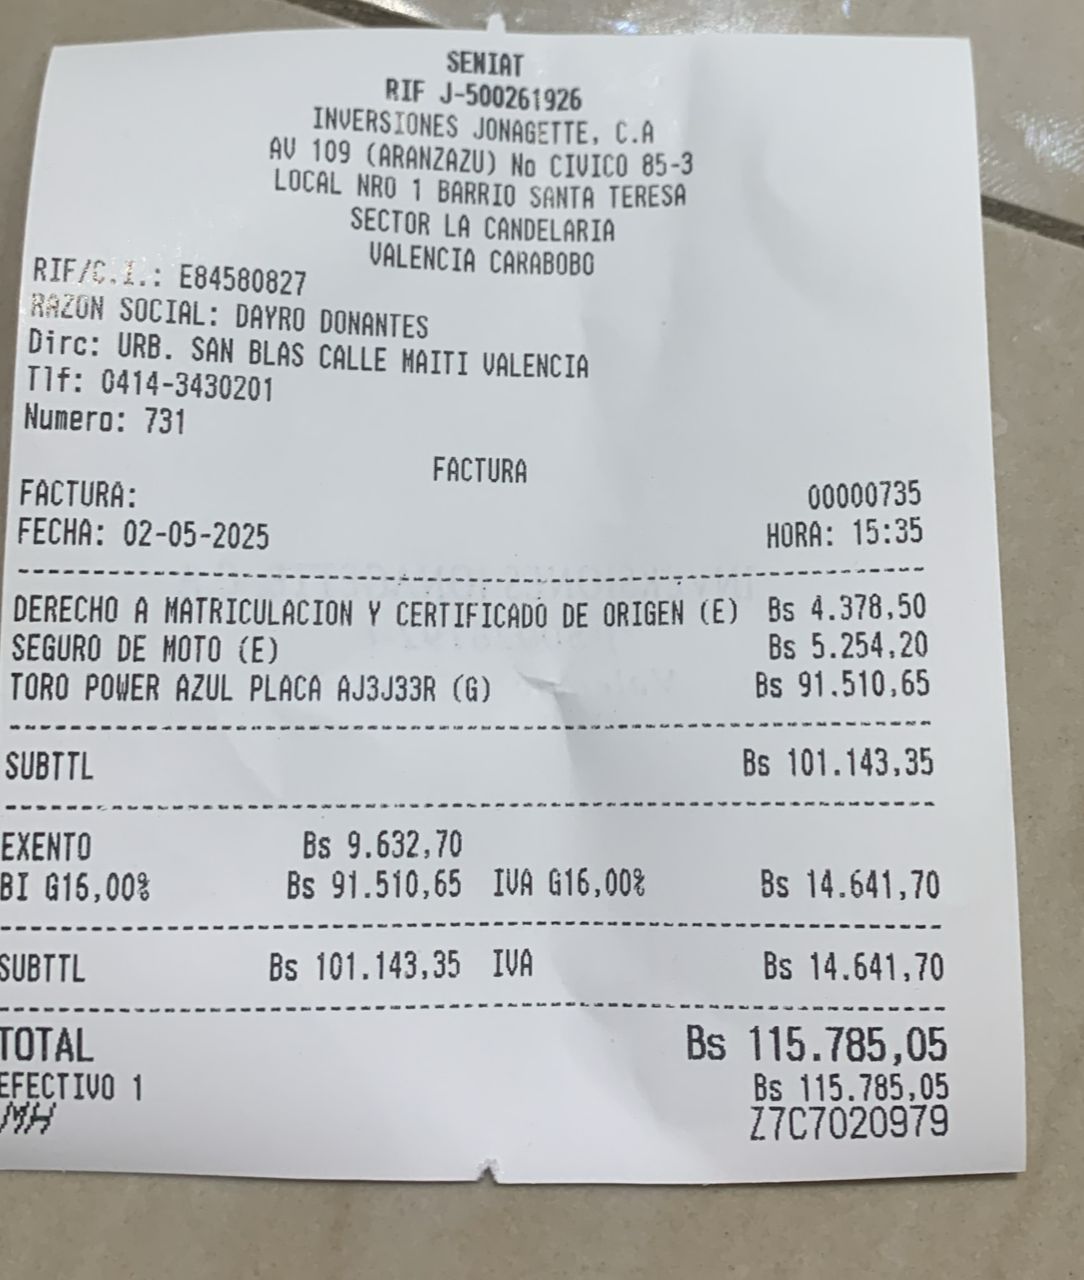 SENIAT
RIF J-500261926
INVERSIONES JONAGETTE, C.A
AV 109 (ARANZAZU) No CIVICO 85-3
LOCAL NRO 1 BARRIO SANTA TERESA
SECTOR LA CANDELARIA
VALENCIA CARABOBO
RIF/C.I.: E84580827
RAZON SOCIAL: DAYRO DONANTES
Dirc: URB. SAN BLAS CALLE MAITI VALENCIA
Tlf: 0414-3430201
Numero: 731
FACTURA
FACTURA: 00000735
FECHA: 02-05-2025 HORA: 15:35
DERECHO A MATRICULACION Y CERTIFICADO DE ORIGEN (E) Bs 4.378,50
SEGURO DE MOTO (E) Bs 5.254,20
TORO POWER AZUL PLACA AJ3J33R (G) Bs 91.510,65
SUBTTL Bs 101.143,35
EXENTO Bs 9.632,70
BI G16,00% Bs 91.510,65 IVA G16,00% Bs 14.641,70
SUBTTL Bs 101.143,35 IVA Bs 14.641,70
TOTAL Bs 115.785,05
EFECTIVO 1 Bs 115.785,05
MH Z7C7020979